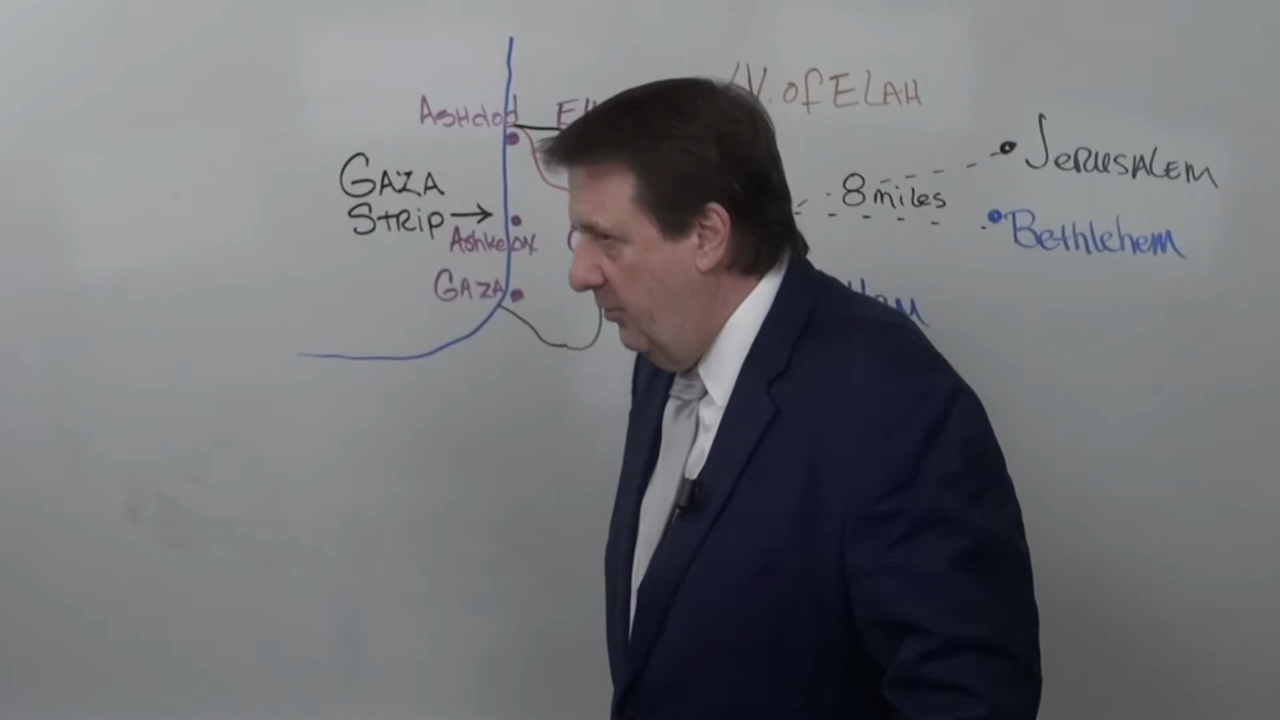 V. of ELAH
Ashdod
Jerusalem
GAZA
Strip
8 miles
Ashkelon
Bethlehem
GAZA